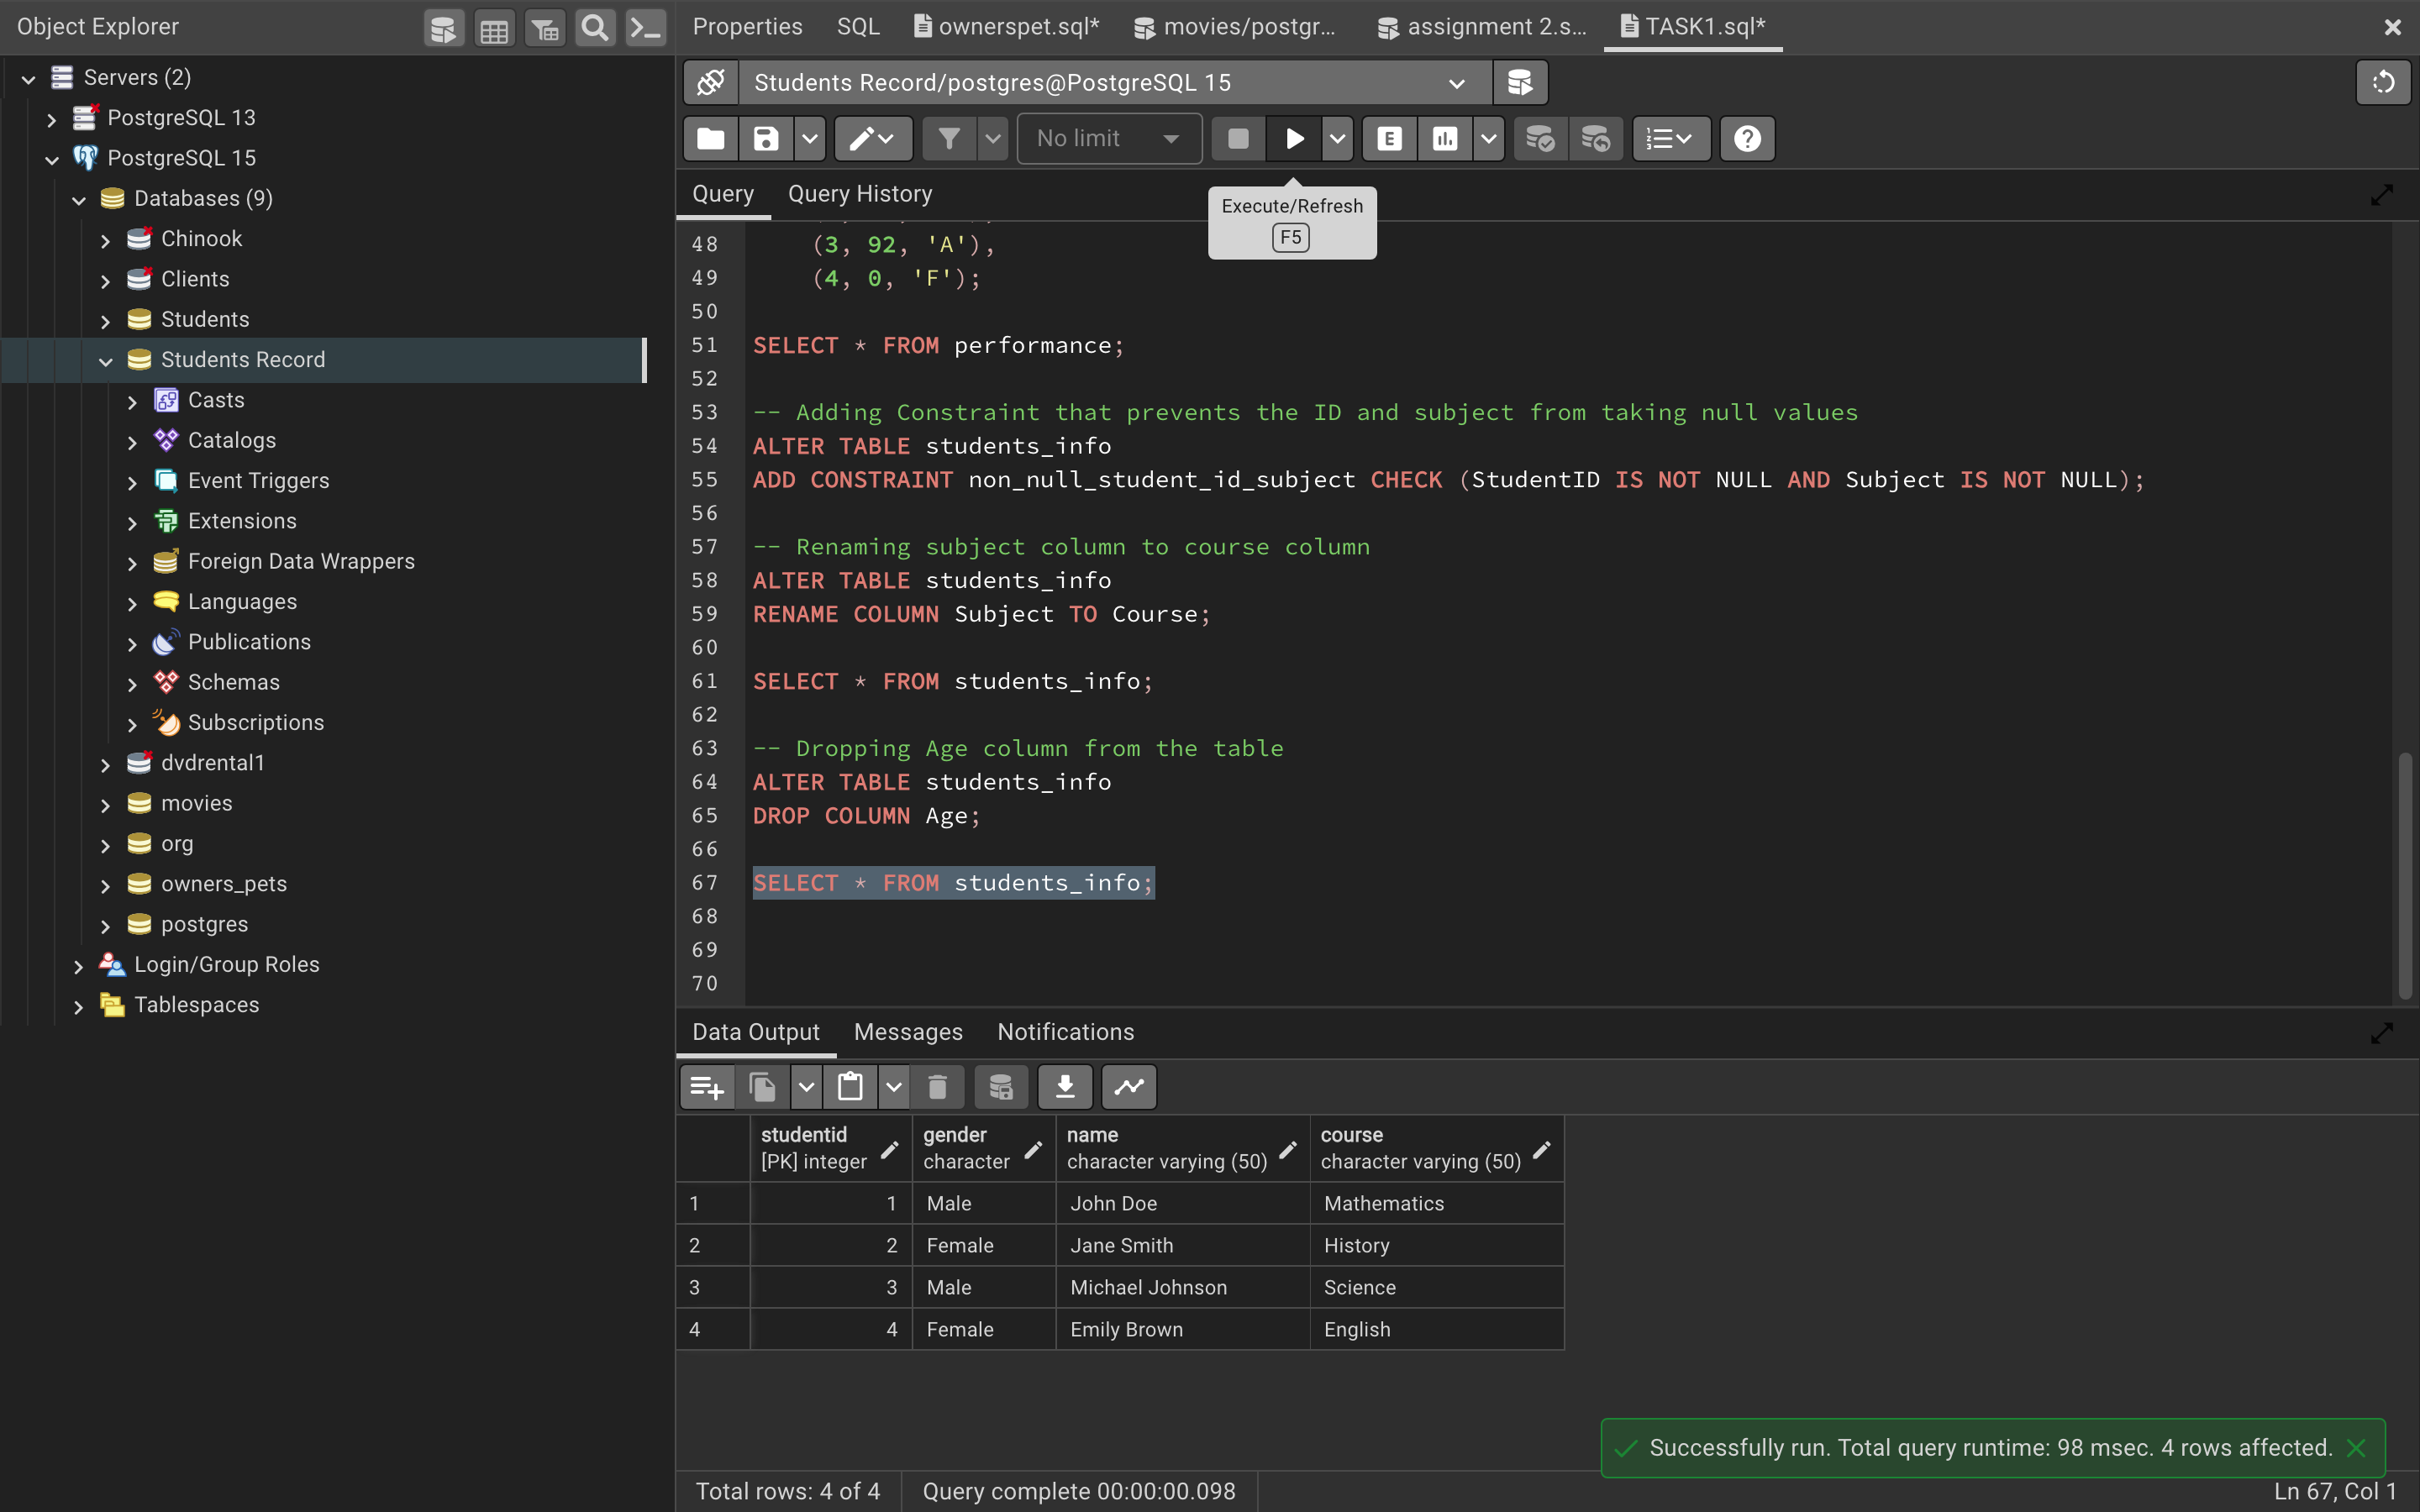 Object Explorer
Properties
SQL
ownerspet.sql*
movies/postgr...
assignment 2.s...
TASK1.sql*
Servers (2)
PostgreSQL 13
PostgreSQL 15
Databases (9)
Chinook
Clients
Students
Students Record
Casts
Catalogs
Event Triggers
Extensions
Foreign Data Wrappers
Languages
Publications
Schemas
Subscriptions
dvdrental1
movies
org
owners_pets
postgres
Login/Group Roles
Tablespaces
Students Record/postgres@PostgreSQL 15
No limit
E
Query
Query History
Execute/Refresh
F5
48 (3, 92, 'A'),
49 (4, 0, 'F');
50
51 SELECT * FROM performance;
52
53 -- Adding Constraint that prevents the ID and subject from taking null values
54 ALTER TABLE students_info
55 ADD CONSTRAINT non_null_student_id_subject CHECK (StudentID IS NOT NULL AND Subject IS NOT NULL);
56
57 -- Renaming subject column to course column
58 ALTER TABLE students_info
59 RENAME COLUMN Subject TO Course;
60
61 SELECT * FROM students_info;
62
63 -- Dropping Age column from the table
64 ALTER TABLE students_info
65 DROP COLUMN Age;
66
67 SELECT * FROM students_info;
68
69
70
Data Output
Messages
Notifications
studentid gender name course
[PK] integer character character varying (50) character varying (50)
1 1 Male John Doe Mathematics
2 2 Female Jane Smith History
3 3 Male Michael Johnson Science
4 4 Female Emily Brown English
Successfully run. Total query runtime: 98 msec. 4 rows affected.
Total rows: 4 of 4
Query complete 00:00:00.098
Ln 67, Col 1